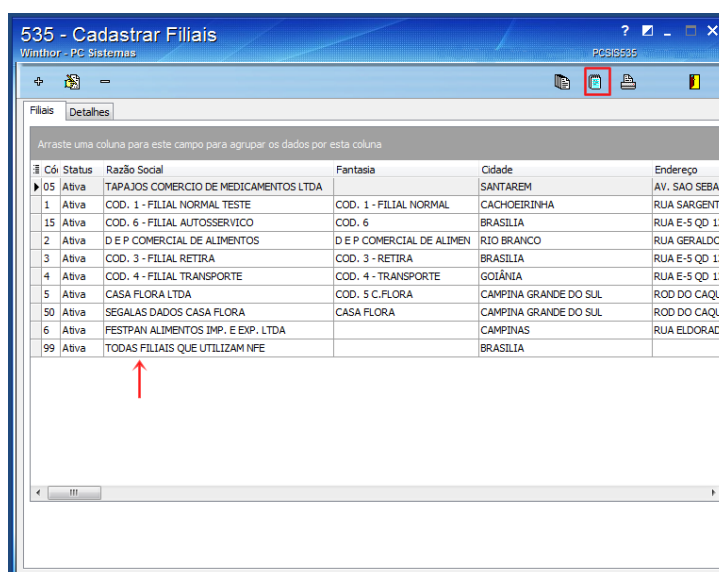 535 - Cadastrar Filiais
Winthor - PC Sistemas PCSIS535
Filiais Detalhes
Arraste uma coluna para este campo para agrupar os dados por esta coluna
Có Status Razão Social Fantasia Cidade Endereço
05 Ativa TAPAJOS COMERCIO DE MEDICAMENTOS LTDA SANTAREM AV. SAO SEBA
1 Ativa COD. 1 - FILIAL NORMAL TESTE COD. 1 - FILIAL NORMAL CACHOEIRINHA RUA SARGENT
15 Ativa COD. 6 - FILIAL AUTOSSERVICO COD. 6 BRASILIA RUA E-5 QD 1
2 Ativa D E P COMERCIAL DE ALIMENTOS D E P COMERCIAL DE ALIMEN RIO BRANCO RUA GERALDO
3 Ativa COD. 3 - FILIAL RETIRA COD. 3 - RETIRA BRASILIA RUA E-5 QD 1
4 Ativa COD. 4 - FILIAL TRANSPORTE COD. 4 - TRANSPORTE GOIÂNIA RUA E-5 QD 1
5 Ativa CASA FLORA LTDA COD. 5 C.FLORA CAMPINA GRANDE DO SUL ROD DO CAQU
50 Ativa SEGALAS DADOS CASA FLORA CASA FLORA CAMPINA GRANDE DO SUL ROD DO CAQU
6 Ativa FESTPAN ALIMENTOS IMP. E EXP. LTDA CAMPINAS RUA ELDORAD
99 Ativa TODAS FILIAIS QUE UTILIZAM NFE BRASILIA